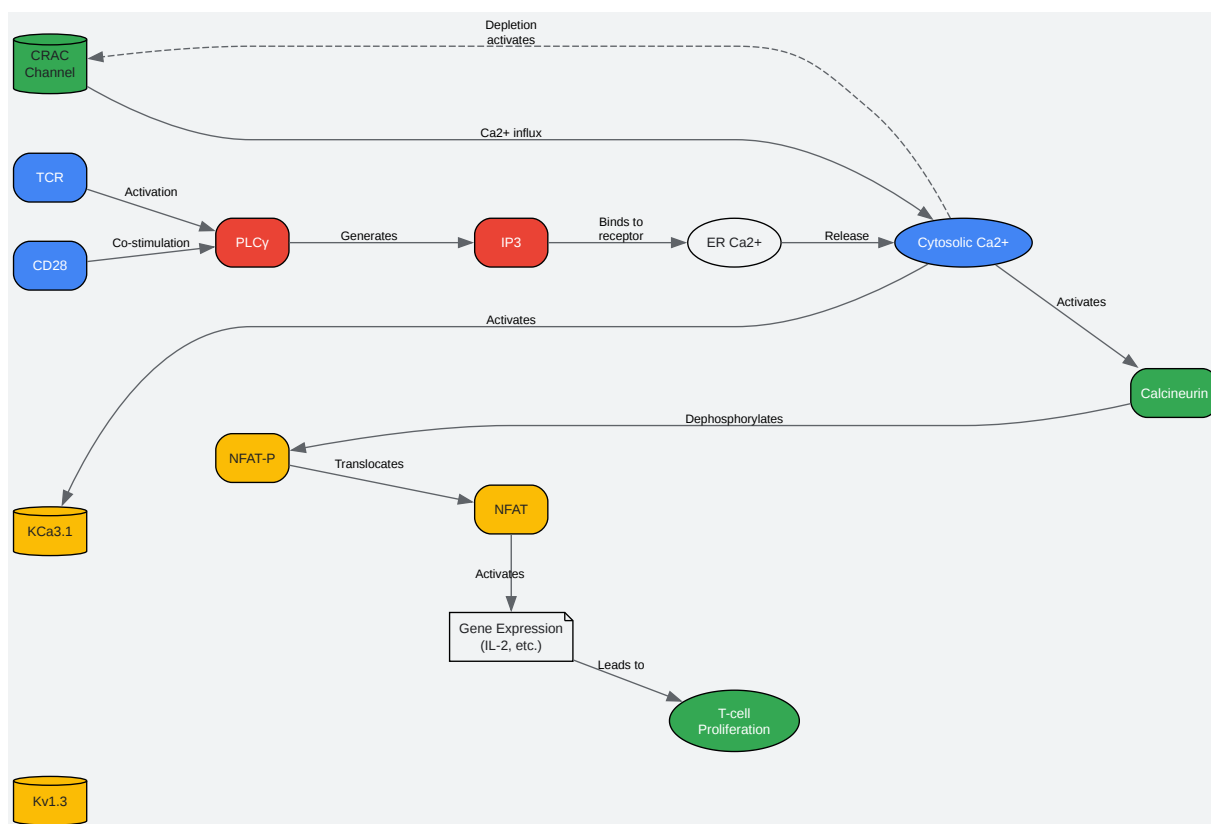 Depletion
activates
CRAC
Channel
Ca2+ influx
TCR
Activation
CD28
Co-stimulation
PLCγ
Generates
IP3
Binds to
receptor
ER Ca2+
Release
Cytosolic Ca2+
Activates
Activates
Calcineurin
Dephosphorylates
NFAT-P
Translocates
NFAT
KCa3.1
Activates
Gene Expression
(IL-2, etc.)
Leads to
T-cell
Proliferation
Kv1.3